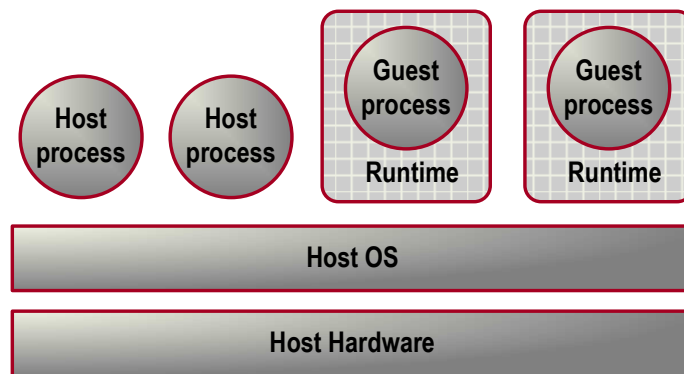 Host
process
Host
process
Guest
process
Runtime
Guest
process
Runtime
Host OS
Host Hardware